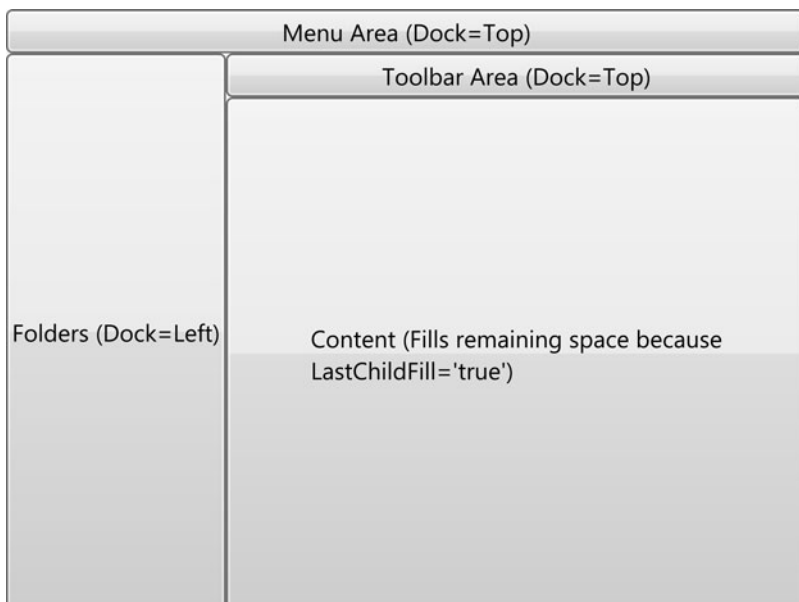 Menu Area (Dock=Top)
Toolbar Area (Dock=Top)
Folders (Dock=Left)
Content (Fills remaining space because
LastChildFill='true')